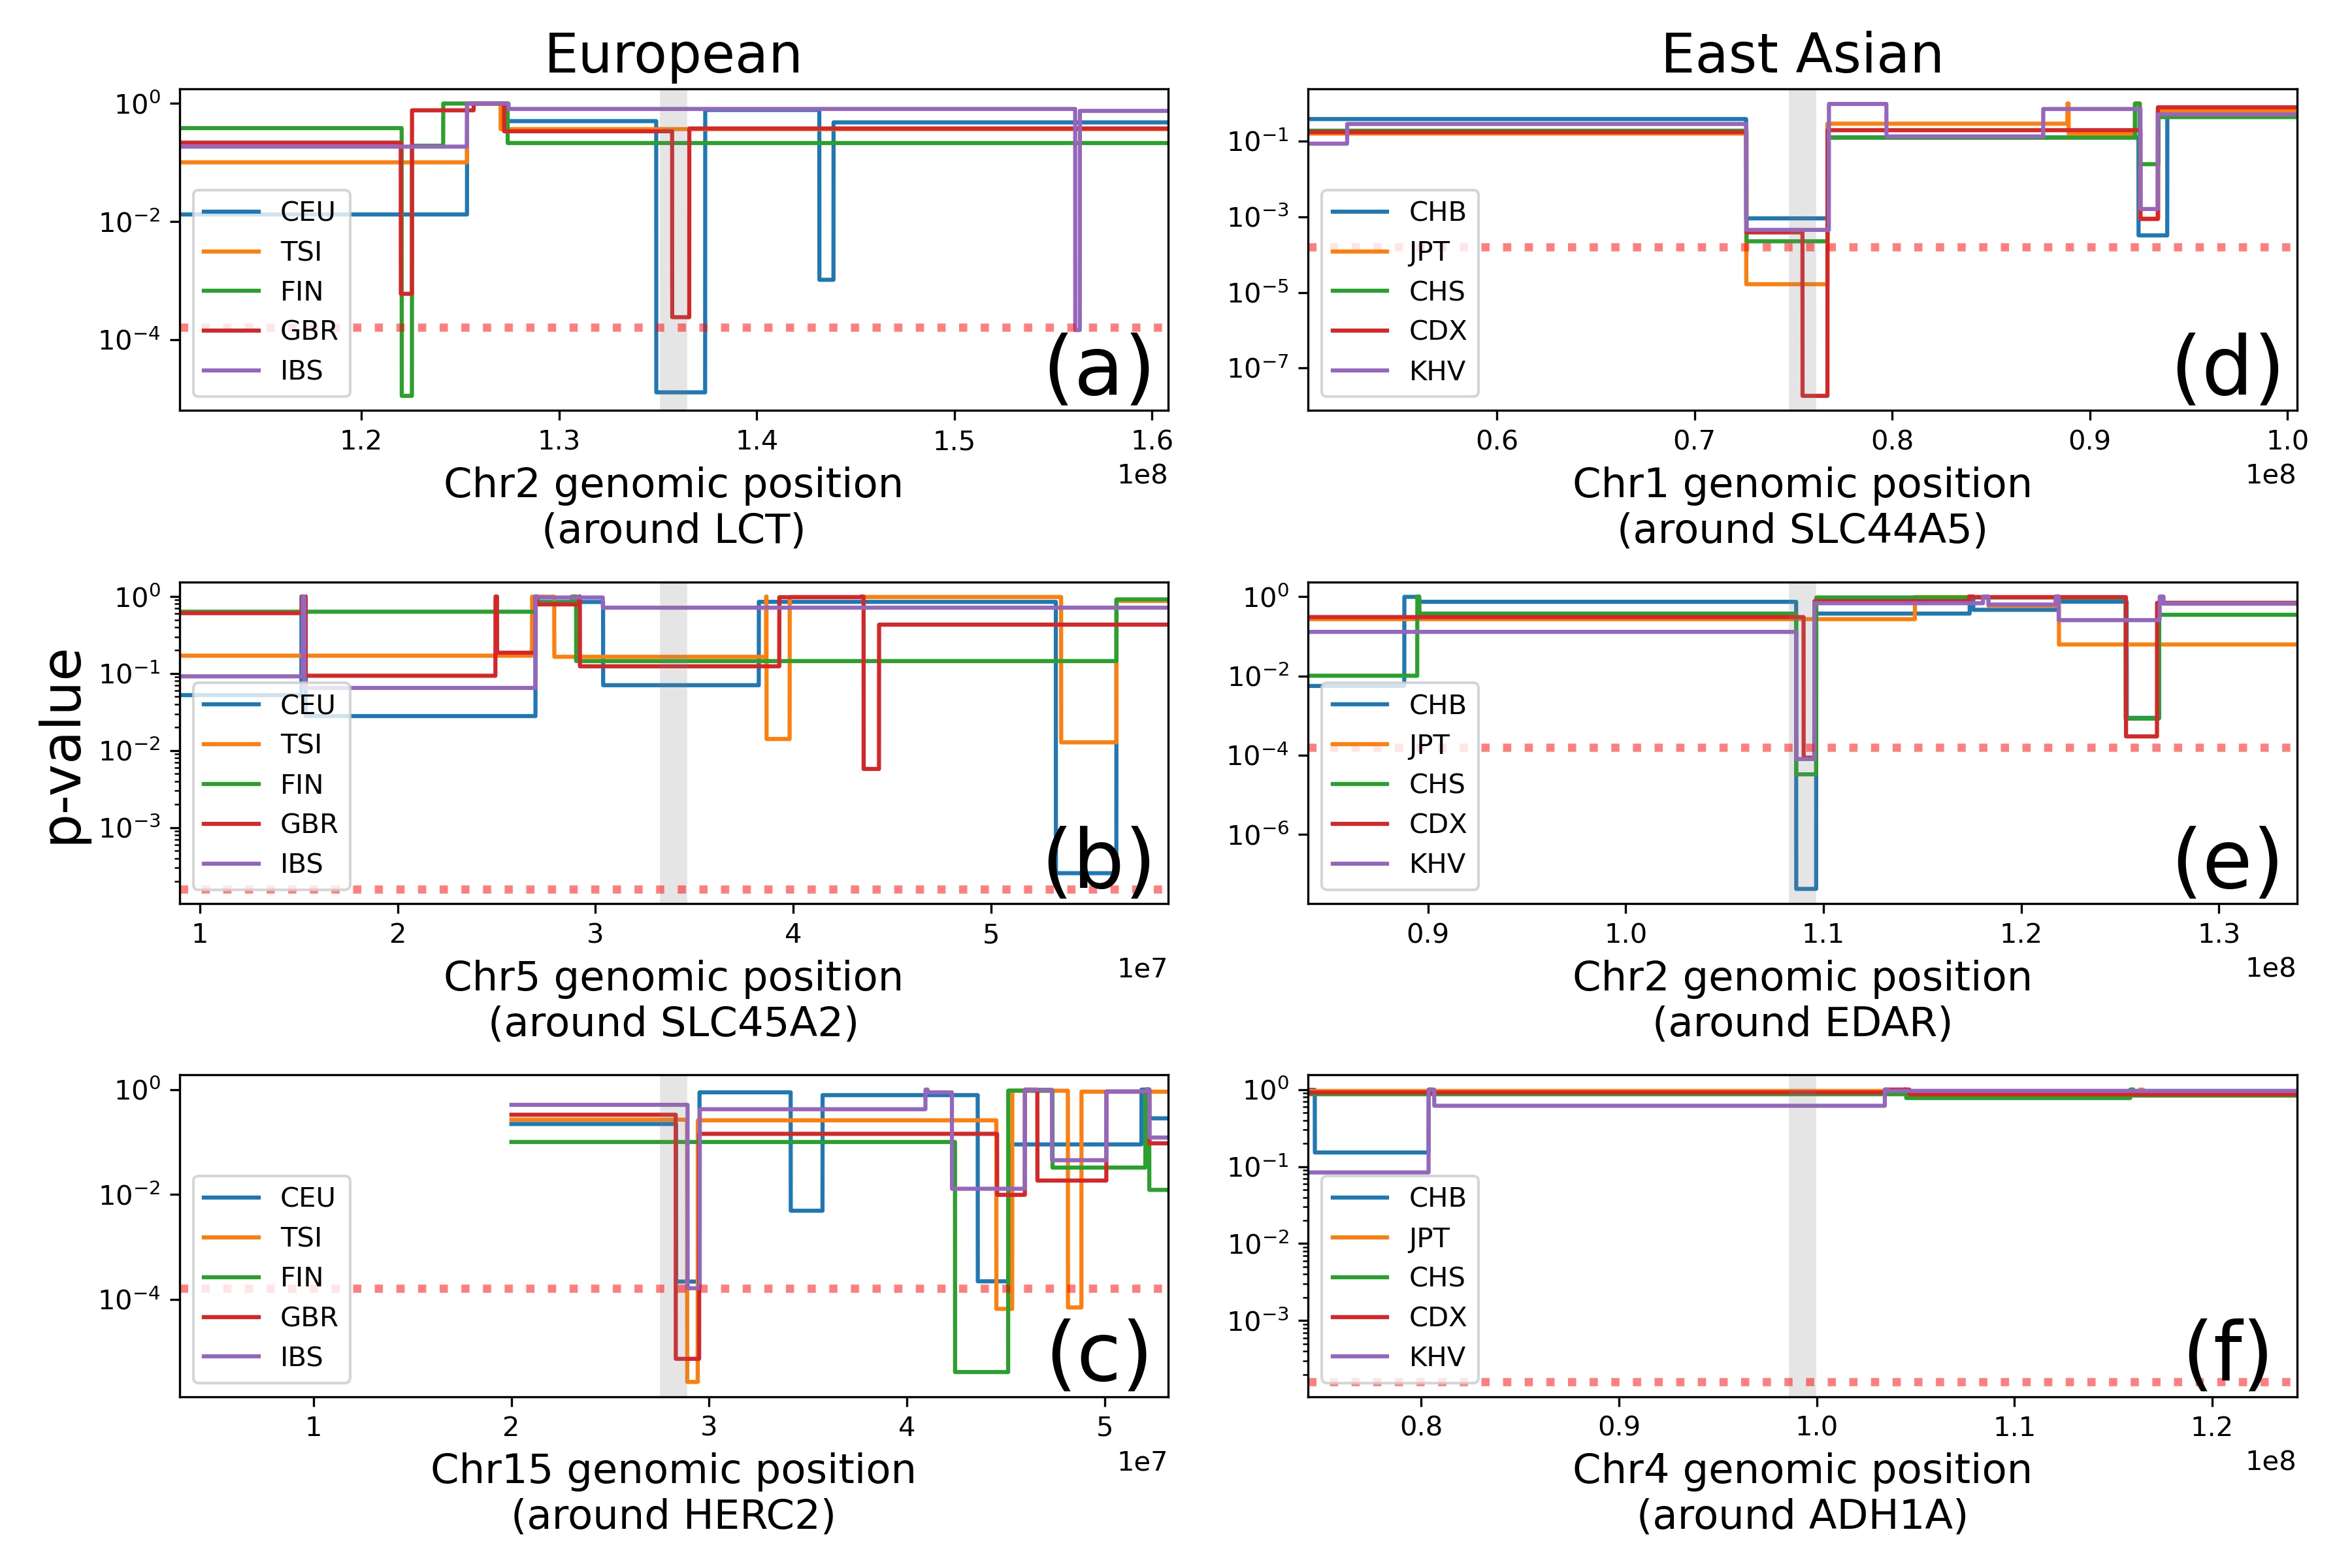 European
East Asian
10^0
10^-2
10^-4
CEU
TSI
FIN
GBR
IBS
(a)
1.2 1.3 1.4 1.5 1.6
1e8
Chr2 genomic position
(around LCT)
10^-1
10^-3
10^-5
10^-7
CHB
JPT
CHS
CDX
KHV
(d)
0.6 0.7 0.8 0.9 1.0
1e8
Chr1 genomic position
(around SLC44A5)
p-value
10^0
10^-1
10^-2
10^-3
CEU
TSI
FIN
GBR
IBS
(b)
1 2 3 4 5
1e7
Chr5 genomic position
(around SLC45A2)
10^0
10^-2
10^-4
10^-6
CHB
JPT
CHS
CDX
KHV
(e)
0.9 1.0 1.1 1.2 1.3
1e8
Chr2 genomic position
(around EDAR)
10^0
10^-2
10^-4
CEU
TSI
FIN
GBR
IBS
(c)
1 2 3 4 5
1e7
Chr15 genomic position
(around HERC2)
10^0
10^-1
10^-2
10^-3
CHB
JPT
CHS
CDX
KHV
(f)
0.8 0.9 1.0 1.1 1.2
1e8
Chr4 genomic position
(around ADH1A)